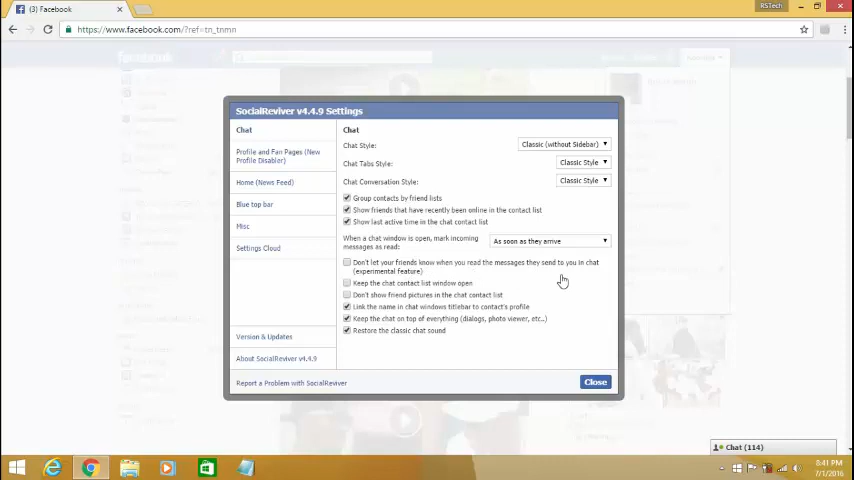 (3) Facebook
RSTech
https://www.facebook.com/?ref=tn_tnmn
SocialReviver v4.4.9 Settings
Chat
Profile and Fan Pages (New
Profile Disabler)
Home (News Feed)
Blue top bar
Misc
Settings Cloud
Version & Updates
About SocialReviver v4.4.9
Report a Problem with SocialReviver
Chat
Chat Style:
Classic (without Sidebar)
Chat Tabs Style:
Classic Style
Chat Conversation Style:
Classic Style
Group contacts by friend lists
Show friends that have recently been online in the contact list
Show last active time in the chat contact list
When a chat window is open, mark incoming
messages as read:
As soon as they arrive
Don't let your friends know when you read the messages they send to you in chat
(experimental feature)
Keep the chat contact list window open
Don't show friend pictures in the chat contact list
Link the name in chat windows titlebar to contact's profile
Keep the chat on top of everything (dialogs, photo viewer, etc..)
Restore the classic chat sound
Close
Chat (114)
8:41 PM
7/1/2016